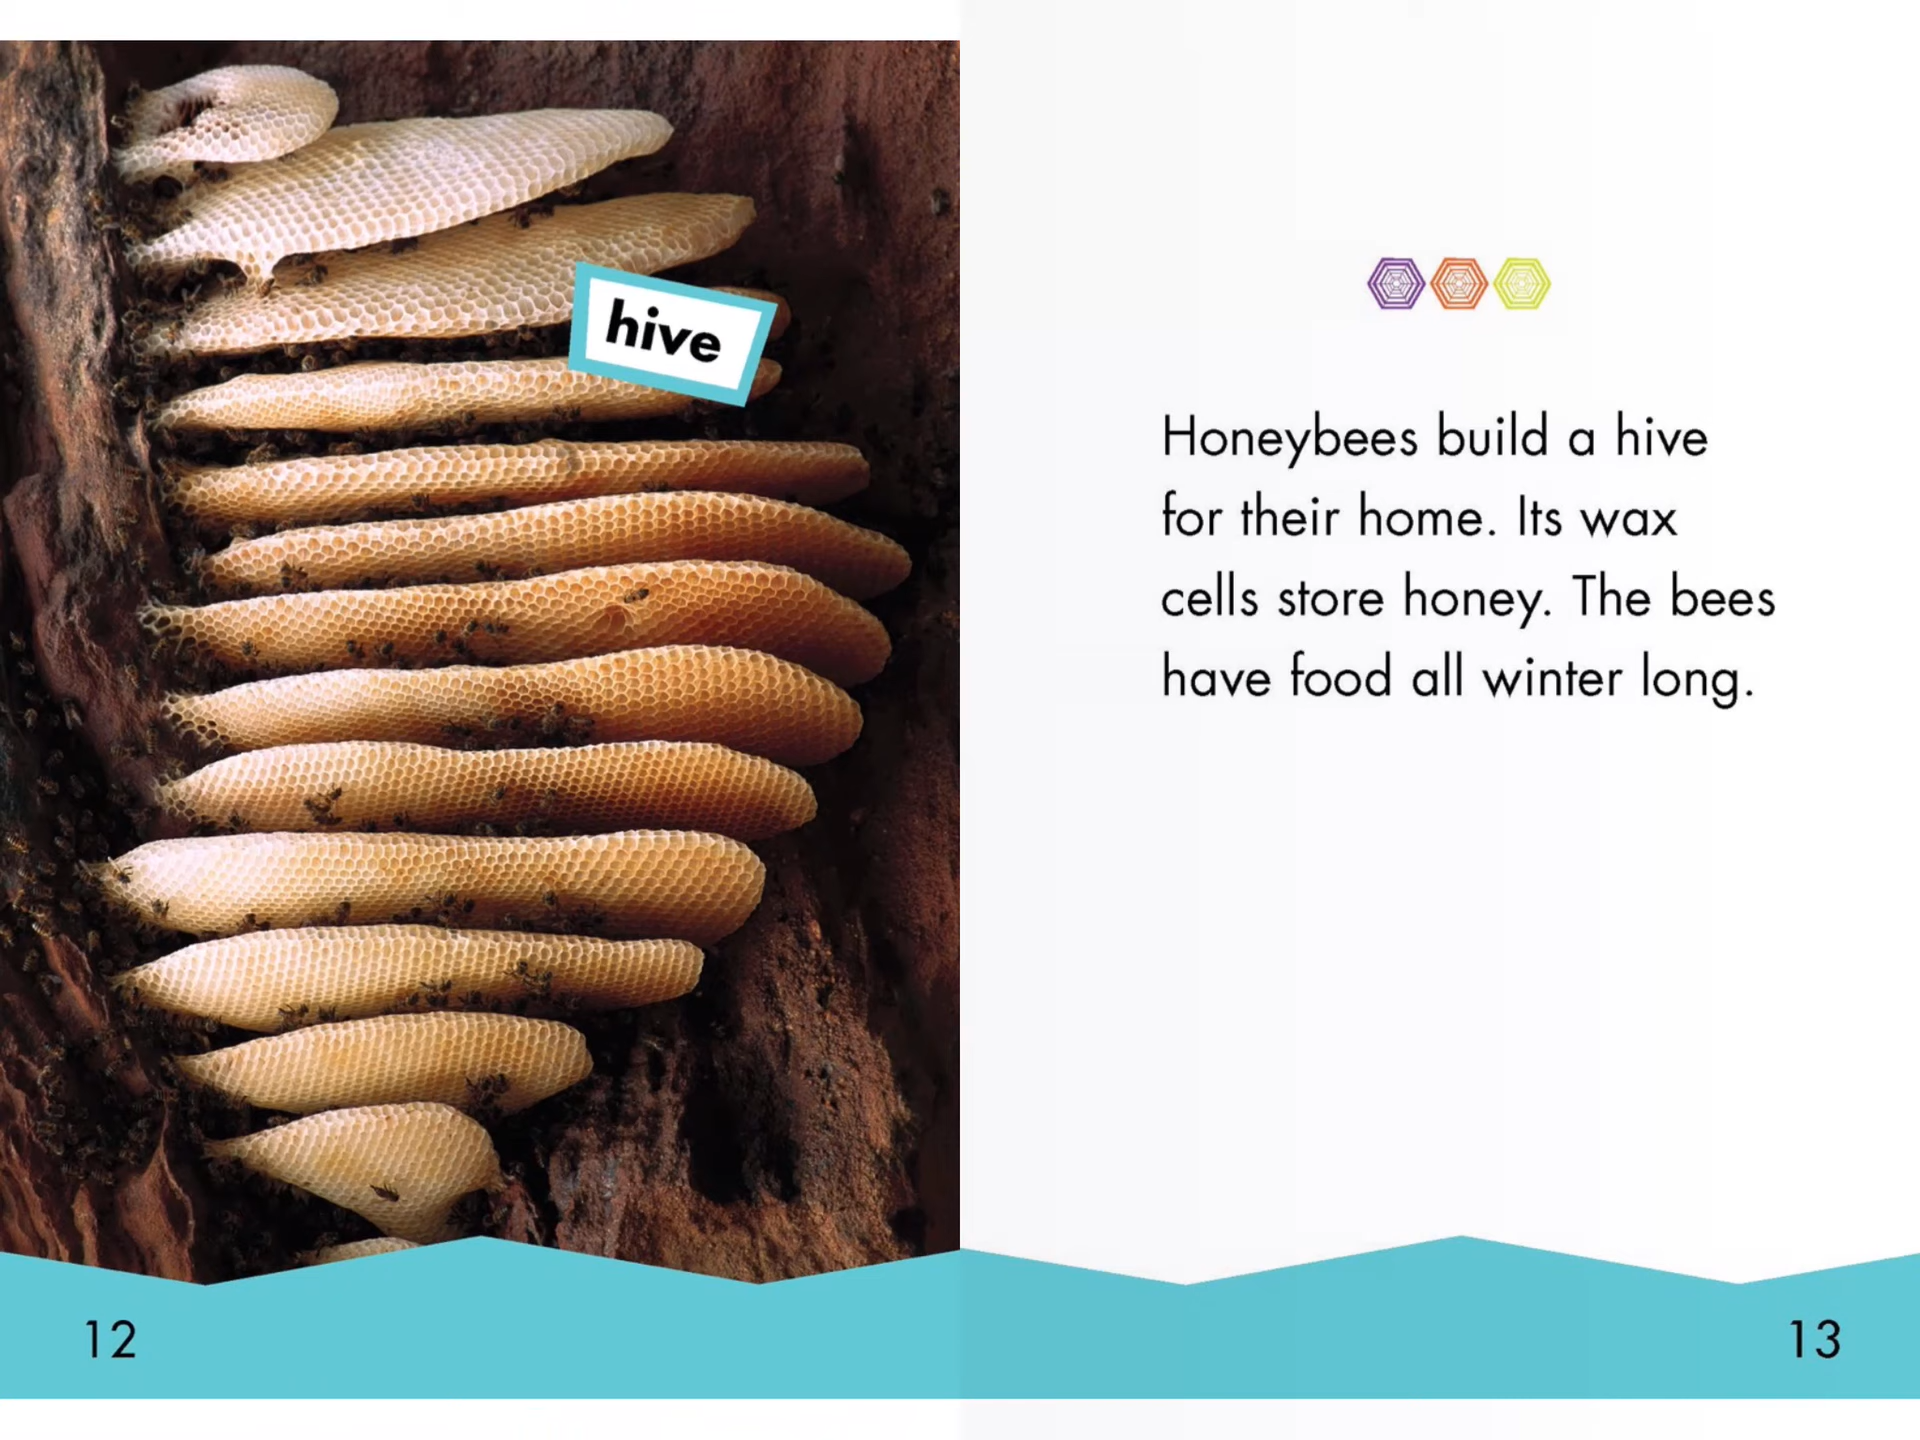 hive
Honeybees build a hive
for their home. Its wax
cells store honey. The bees
have food all winter long.
12
13